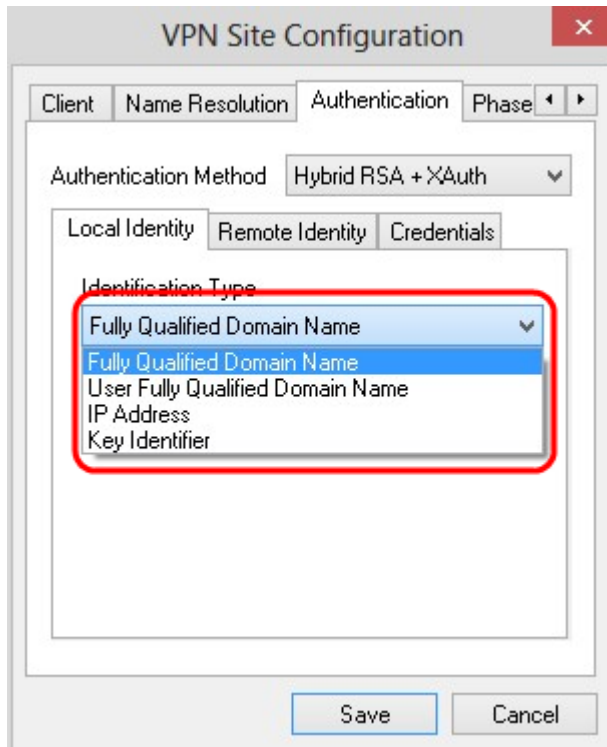 VPN Site Configuration
Client Name Resolution Authentication Phase
Authentication Method Hybrid RSA + XAuth
Local Identity Remote Identity Credentials
Identification Type
Fully Qualified Domain Name
Fully Qualified Domain Name
User Fully Qualified Domain Name
IP Address
Key Identifier
Save Cancel